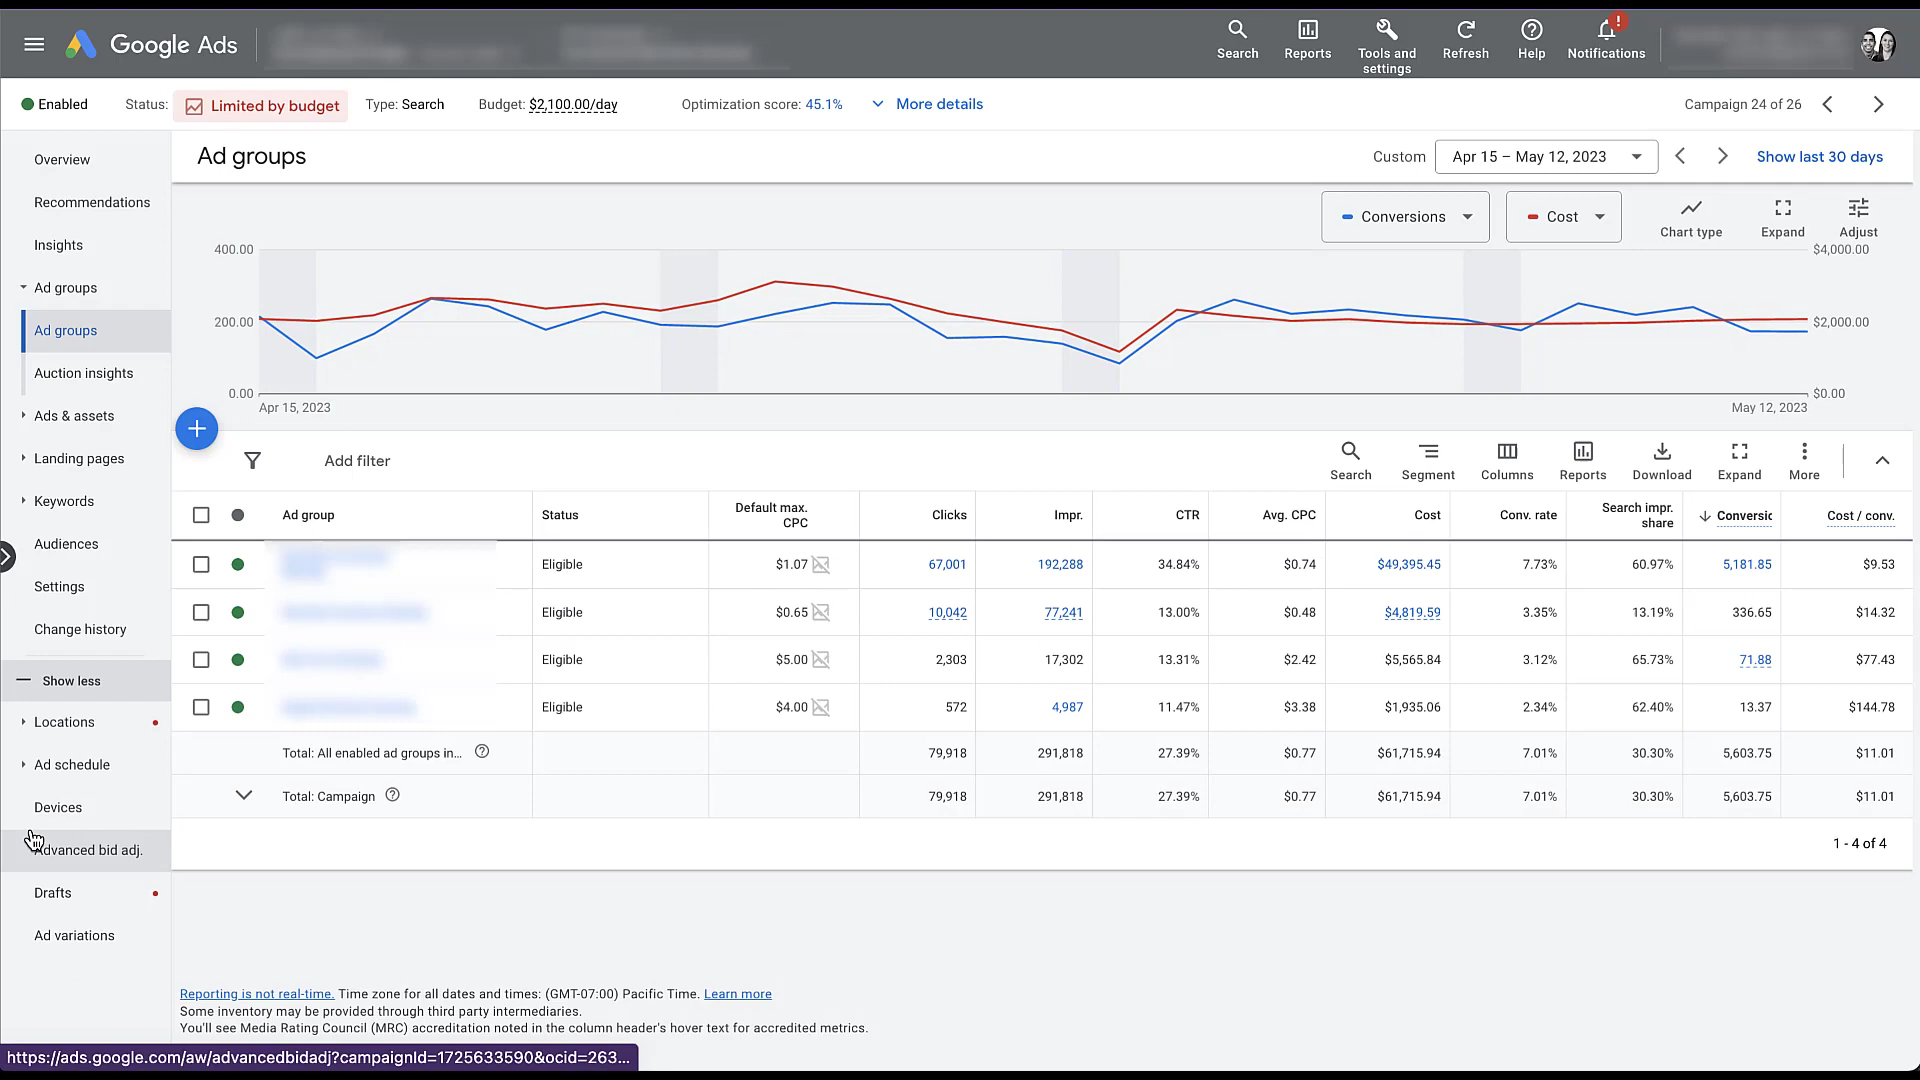 Google Ads
Search
Reports
Tools and
settings
Refresh
Help
!
Notifications
Enabled
Status:
Limited by budget
Type: Search
Budget: $2,100.00/day
Optimization score: 45.1%
More details
Campaign 24 of 26
Overview
Recommendations
Insights
Ad groups
Ad groups
Auction insights
Ads & assets
Landing pages
Keywords
Audiences
Settings
Change history
Show less
Locations
Ad schedule
Devices
Advanced bid adj.
Drafts
Ad variations
Ad groups
Custom
Apr 15 – May 12, 2023
Show last 30 days
Conversions
Cost
Chart type
Expand
Adjust
400.00
$4,000.00
200.00
$2,000.00
0.00
$0.00
Apr 15, 2023
May 12, 2023
Add filter
Search
Segment
Columns
Reports
Download
Expand
More
Ad group
Status
Default max.
CPC
Clicks
Impr.
CTR
Avg. CPC
Cost
Conv. rate
Search impr.
share
Conversic
Cost / conv.
Eligible $1.07 67,001 192,288 34.84% $0.74 $49,395.45 7.73% 60.97% 5,181.85 $9.53
Eligible $0.65 10,042 77,241 13.00% $0.48 $4,819.59 3.35% 13.19% 336.65 $14.32
Eligible $5.00 2,303 17,302 13.31% $2.42 $5,565.84 3.12% 65.73% 71.88 $77.43
Eligible $4.00 572 4,987 11.47% $3.38 $1,935.06 2.34% 62.40% 13.37 $144.78
Total: All enabled ad groups in... 79,918 291,818 27.39% $0.77 $61,715.94 7.01% 30.30% 5,603.75 $11.01
Total: Campaign 79,918 291,818 27.39% $0.77 $61,715.94 7.01% 30.30% 5,603.75 $11.01
1 - 4 of 4
Reporting is not real-time. Time zone for all dates and times: (GMT-07:00) Pacific Time. Learn more
Some inventory may be provided through third party intermediaries.
You'll see Media Rating Council (MRC) accreditation noted in the column header's hover text for accredited metrics.
https://ads.google.com/aw/advancedbidadj?campaignId=1725633590&ocid=263...